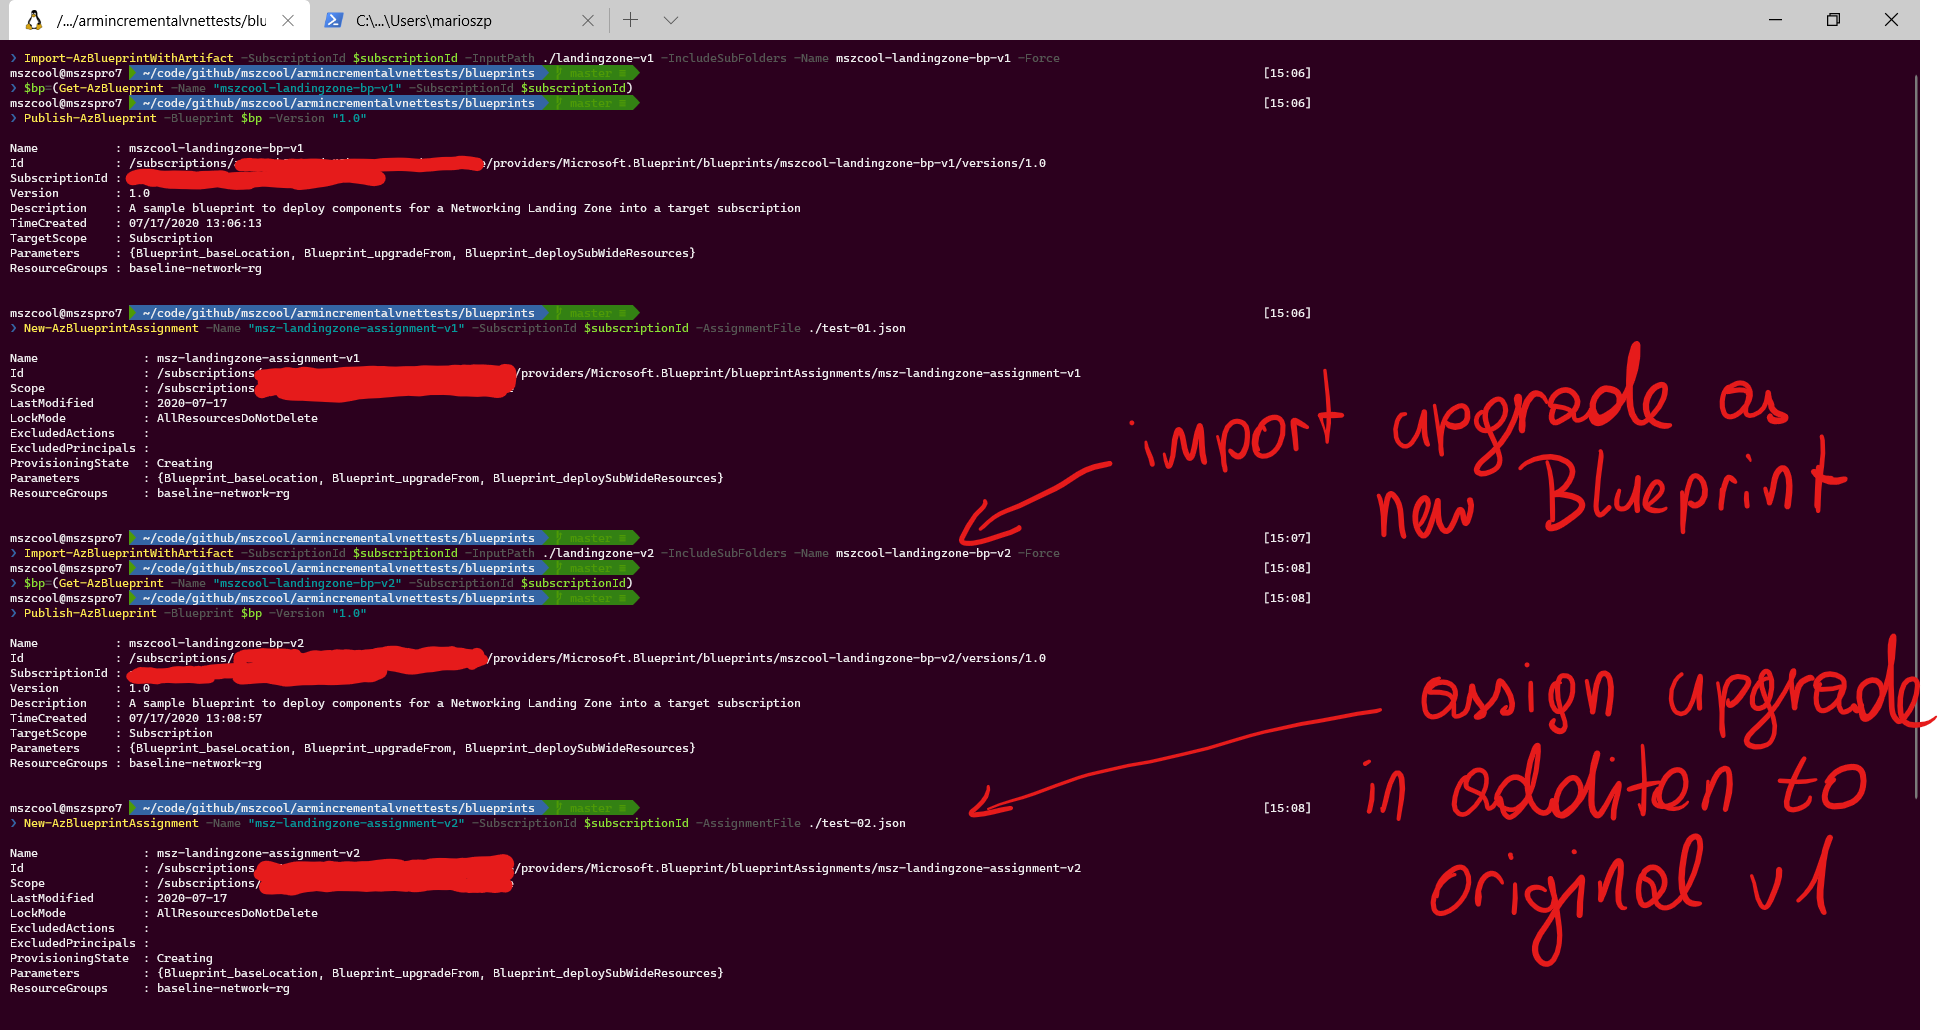 /.../armincrementalvnettests/blu
C:\...\Users\marioszp
❯ Import-AzBlueprintWithArtifact -SubscriptionId $subscriptionId -InputPath ./landingzone-v1 -IncludeSubFolders -Name mszcool-landingzone-bp-v1 -Force
mszcool@mszspro7 ~/code/github/mszcool/armincrementalvnettests/blueprints master ≡ [15:06]
❯ $bp=(Get-AzBlueprint -Name "mszcool-landingzone-bp-v1" -SubscriptionId $subscriptionId)
mszcool@mszspro7 ~/code/github/mszcool/armincrementalvnettests/blueprints master ≡ [15:06]
❯ Publish-AzBlueprint -Blueprint $bp -Version "1.0"
Name : mszcool-landingzone-bp-v1
Id : /subscriptions/ e/providers/Microsoft.Blueprint/blueprints/mszcool-landingzone-bp-v1/versions/1.0
SubscriptionId :
Version : 1.0
Description : A sample blueprint to deploy components for a Networking Landing Zone into a target subscription
TimeCreated : 07/17/2020 13:06:13
TargetScope : Subscription
Parameters : {Blueprint_baseLocation, Blueprint_upgradeFrom, Blueprint_deploySubWideResources}
ResourceGroups : baseline-network-rg
mszcool@mszspro7 ~/code/github/mszcool/armincrementalvnettests/blueprints master ≡ [15:06]
❯ New-AzBlueprintAssignment -Name "msz-landingzone-assignment-v1" -SubscriptionId $subscriptionId -AssignmentFile ./test-01.json
Name : msz-landingzone-assignment-v1
Id : /subscriptions /providers/Microsoft.Blueprint/blueprintAssignments/msz-landingzone-assignment-v1
Scope : /subscriptions
LastModified : 2020-07-17
LockMode : AllResourcesDoNotDelete
ExcludedActions :
ExcludedPrincipals :
ProvisioningState : Creating
Parameters : {Blueprint_baseLocation, Blueprint_upgradeFrom, Blueprint_deploySubWideResources}
ResourceGroups : baseline-network-rg
import upgrade as
new Blueprint
mszcool@mszspro7 ~/code/github/mszcool/armincrementalvnettests/blueprints master ≡ [15:07]
❯ Import-AzBlueprintWithArtifact -SubscriptionId $subscriptionId -InputPath ./landingzone-v2 -IncludeSubFolders -Name mszcool-landingzone-bp-v2 -Force
mszcool@mszspro7 ~/code/github/mszcool/armincrementalvnettests/blueprints master ≡ [15:08]
❯ $bp=(Get-AzBlueprint -Name "mszcool-landingzone-bp-v2" -SubscriptionId $subscriptionId)
mszcool@mszspro7 ~/code/github/mszcool/armincrementalvnettests/blueprints master ≡ [15:08]
❯ Publish-AzBlueprint -Blueprint $bp -Version "1.0"
Name : mszcool-landingzone-bp-v2
Id : /subscriptions/ /providers/Microsoft.Blueprint/blueprints/mszcool-landingzone-bp-v2/versions/1.0
SubscriptionId :
Version : 1.0
Description : A sample blueprint to deploy components for a Networking Landing Zone into a target subscription
TimeCreated : 07/17/2020 13:08:57
TargetScope : Subscription
Parameters : {Blueprint_baseLocation, Blueprint_upgradeFrom, Blueprint_deploySubWideResources}
ResourceGroups : baseline-network-rg
assign upgrade
in additon to
original v1
mszcool@mszspro7 ~/code/github/mszcool/armincrementalvnettests/blueprints master ≡ [15:08]
❯ New-AzBlueprintAssignment -Name "msz-landingzone-assignment-v2" -SubscriptionId $subscriptionId -AssignmentFile ./test-02.json
Name : msz-landingzone-assignment-v2
Id : /subscriptions /providers/Microsoft.Blueprint/blueprintAssignments/msz-landingzone-assignment-v2
Scope : /subscriptions/
LastModified : 2020-07-17
LockMode : AllResourcesDoNotDelete
ExcludedActions :
ExcludedPrincipals :
ProvisioningState : Creating
Parameters : {Blueprint_baseLocation, Blueprint_upgradeFrom, Blueprint_deploySubWideResources}
ResourceGroups : baseline-network-rg